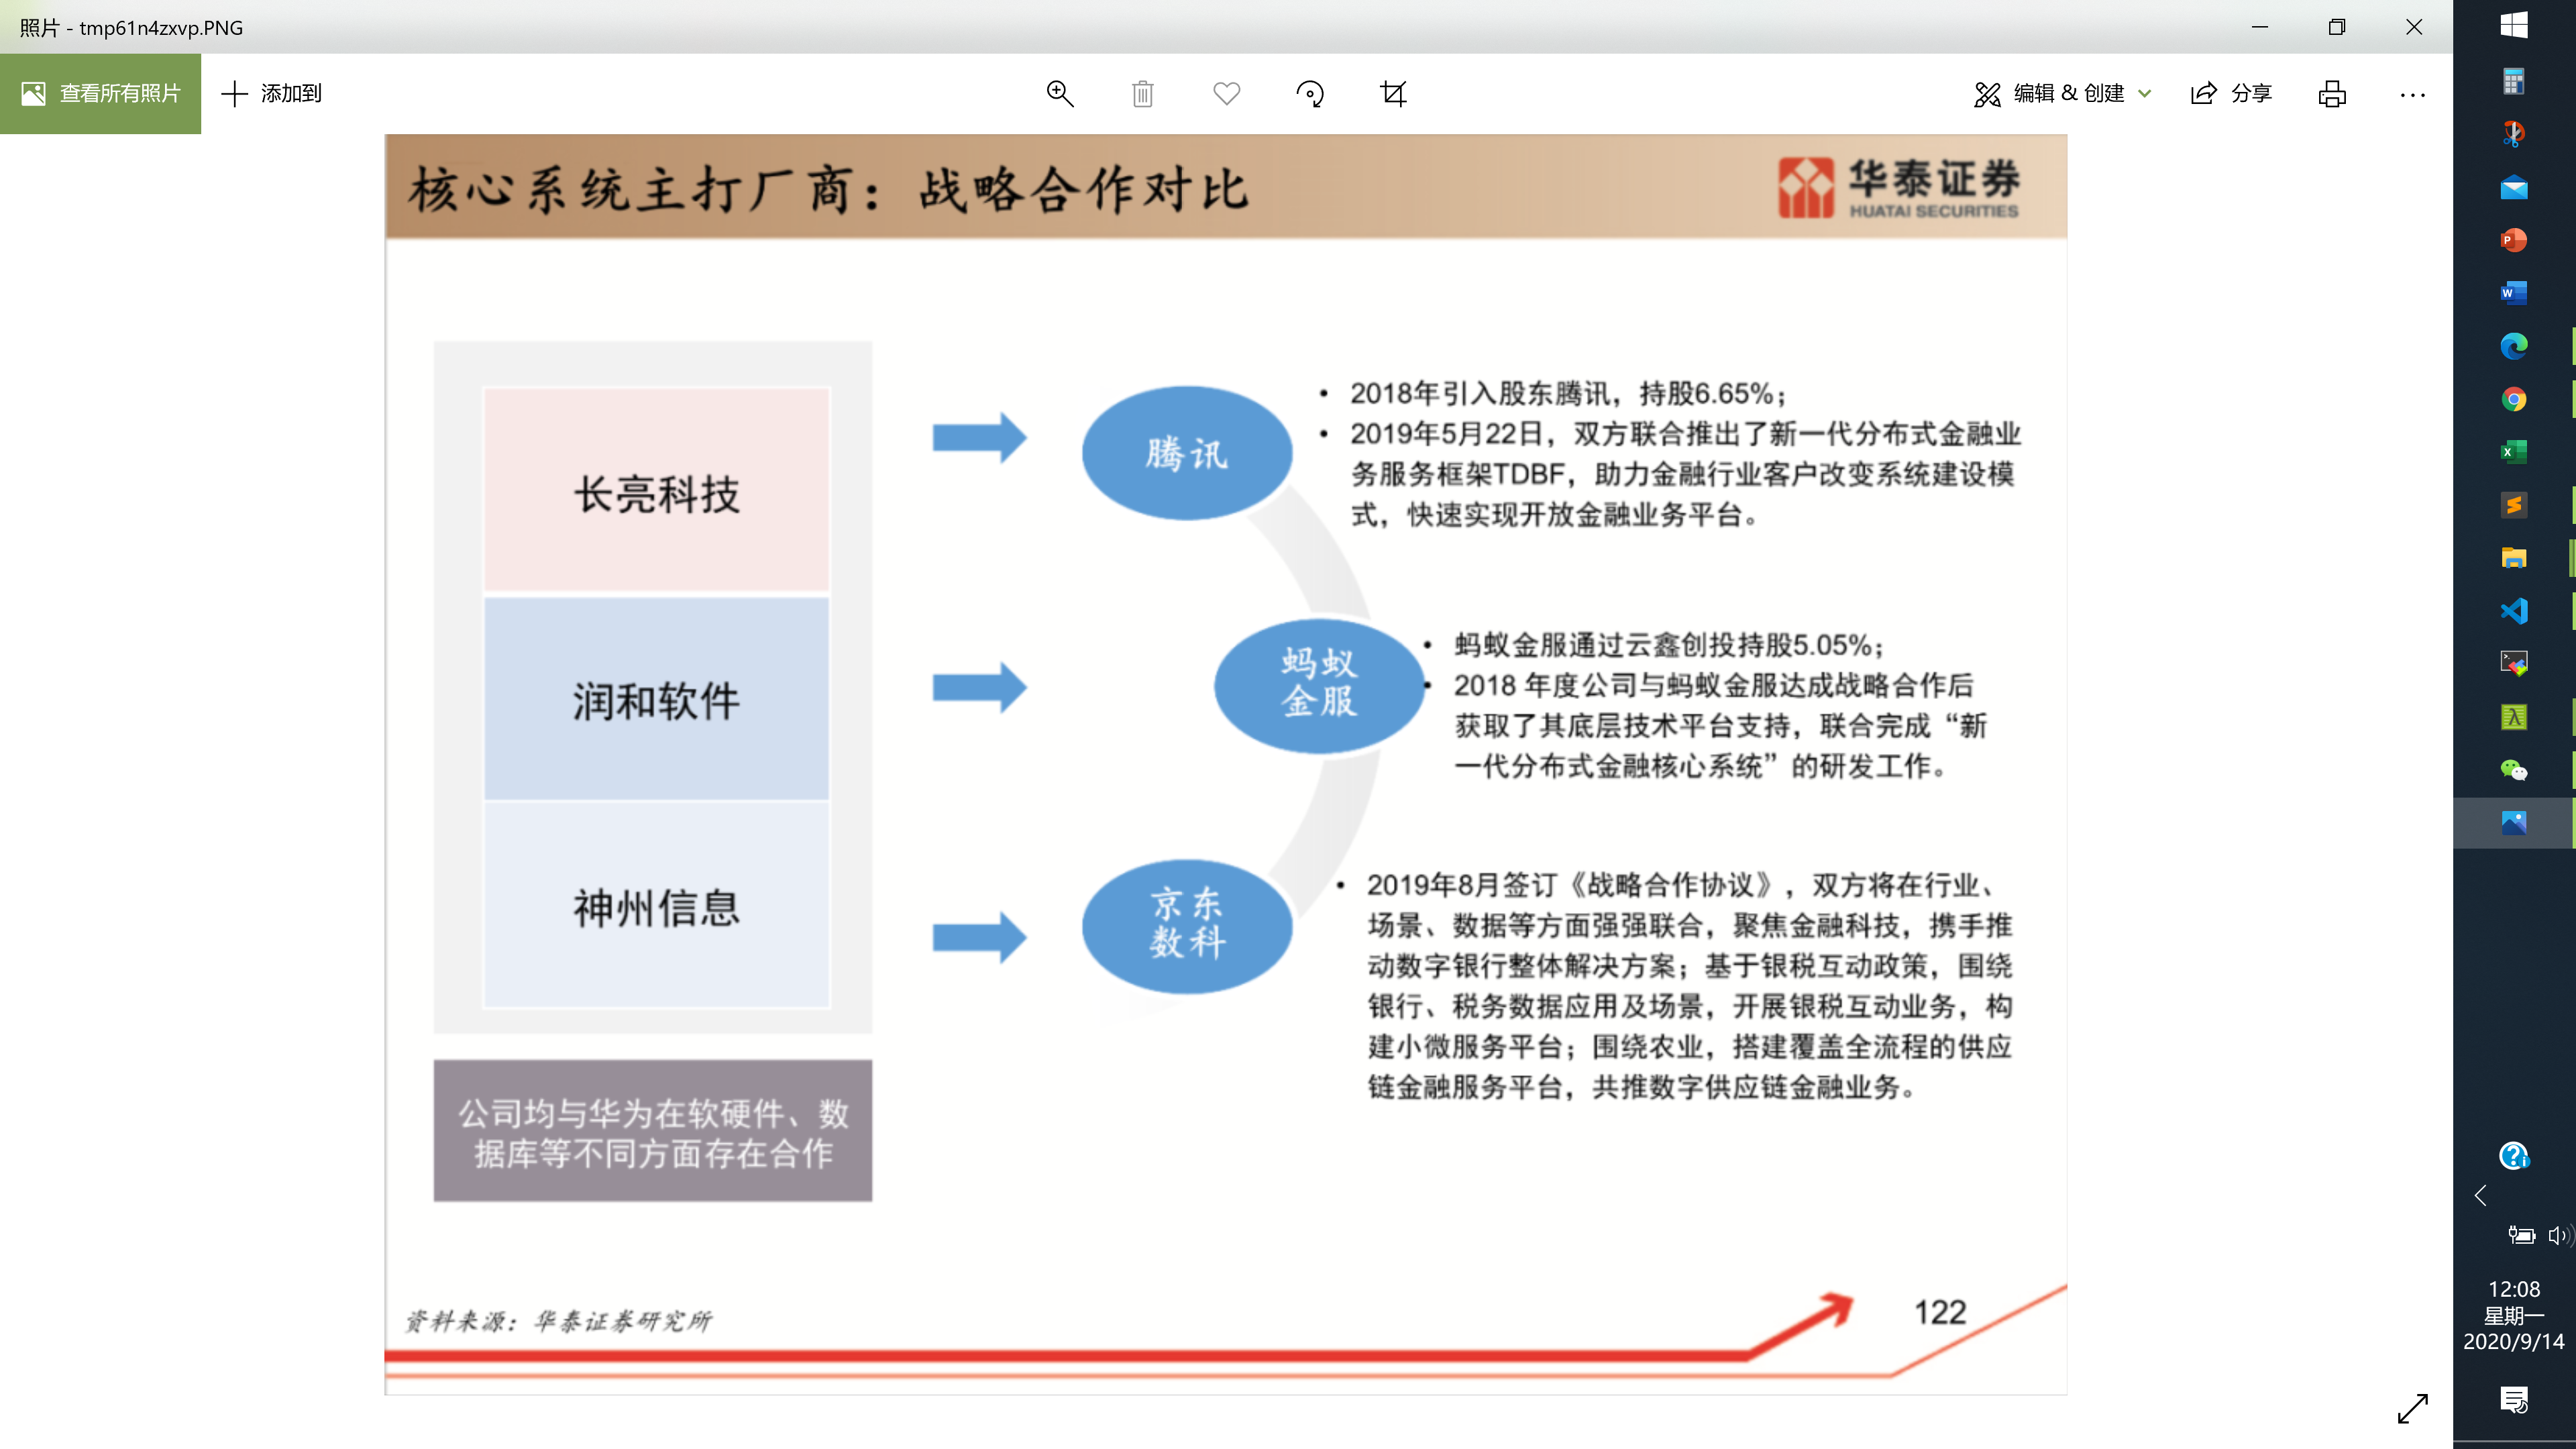 照片 - tmp61n4zxvp.PNG
查看所有照片
添加到
编辑 & 创建
分享
核心系统主打厂商：战略合作对比
华泰证券
HUATAI SECURITIES
长亮科技
腾讯
• 2018年引入股东腾讯，持股6.65%；
• 2019年5月22日，双方联合推出了新一代分布式金融业
务服务框架TDBF，助力金融行业客户改变系统建设模
式，快速实现开放金融业务平台。
润和软件
蚂蚁
金服
• 蚂蚁金服通过云鑫创投持股5.05%；
• 2018 年度公司与蚂蚁金服达成战略合作后
获取了其底层技术平台支持，联合完成“新
一代分布式金融核心系统”的研发工作。
神州信息
京东
数科
• 2019年8月签订《战略合作协议》，双方将在行业、
场景、数据等方面强强联合，聚焦金融科技，携手推
动数字银行整体解决方案；基于银税互动政策，围绕
银行、税务数据应用及场景，开展银税互动业务，构
建小微服务平台；围绕农业，搭建覆盖全流程的供应
链金融服务平台，共推数字供应链金融业务。
公司均与华为在软硬件、数
据库等不同方面存在合作
资料来源：华泰证券研究所
122
12:08
星期一
2020/9/14